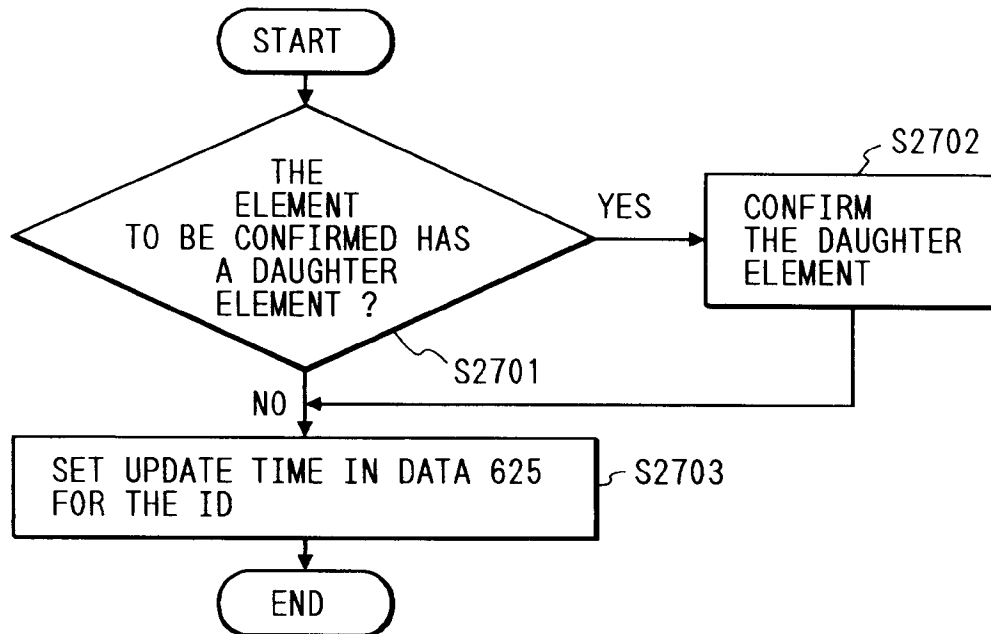 START
THE
ELEMENT
TO BE CONFIRMED HAS
A DAUGHTER
ELEMENT ?
S2701
YES
S2702
CONFIRM
THE DAUGHTER
ELEMENT
NO
SET UPDATE TIME IN DATA 625
FOR THE ID
S2703
END